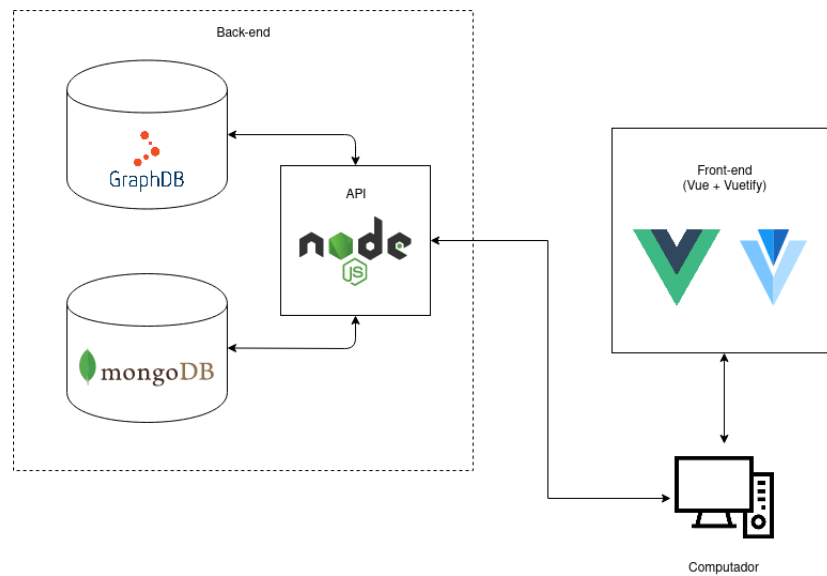 Back-end
GraphDB
API
node
JS
mongoDB
Front-end
(Vue + Vuetify)
Computador